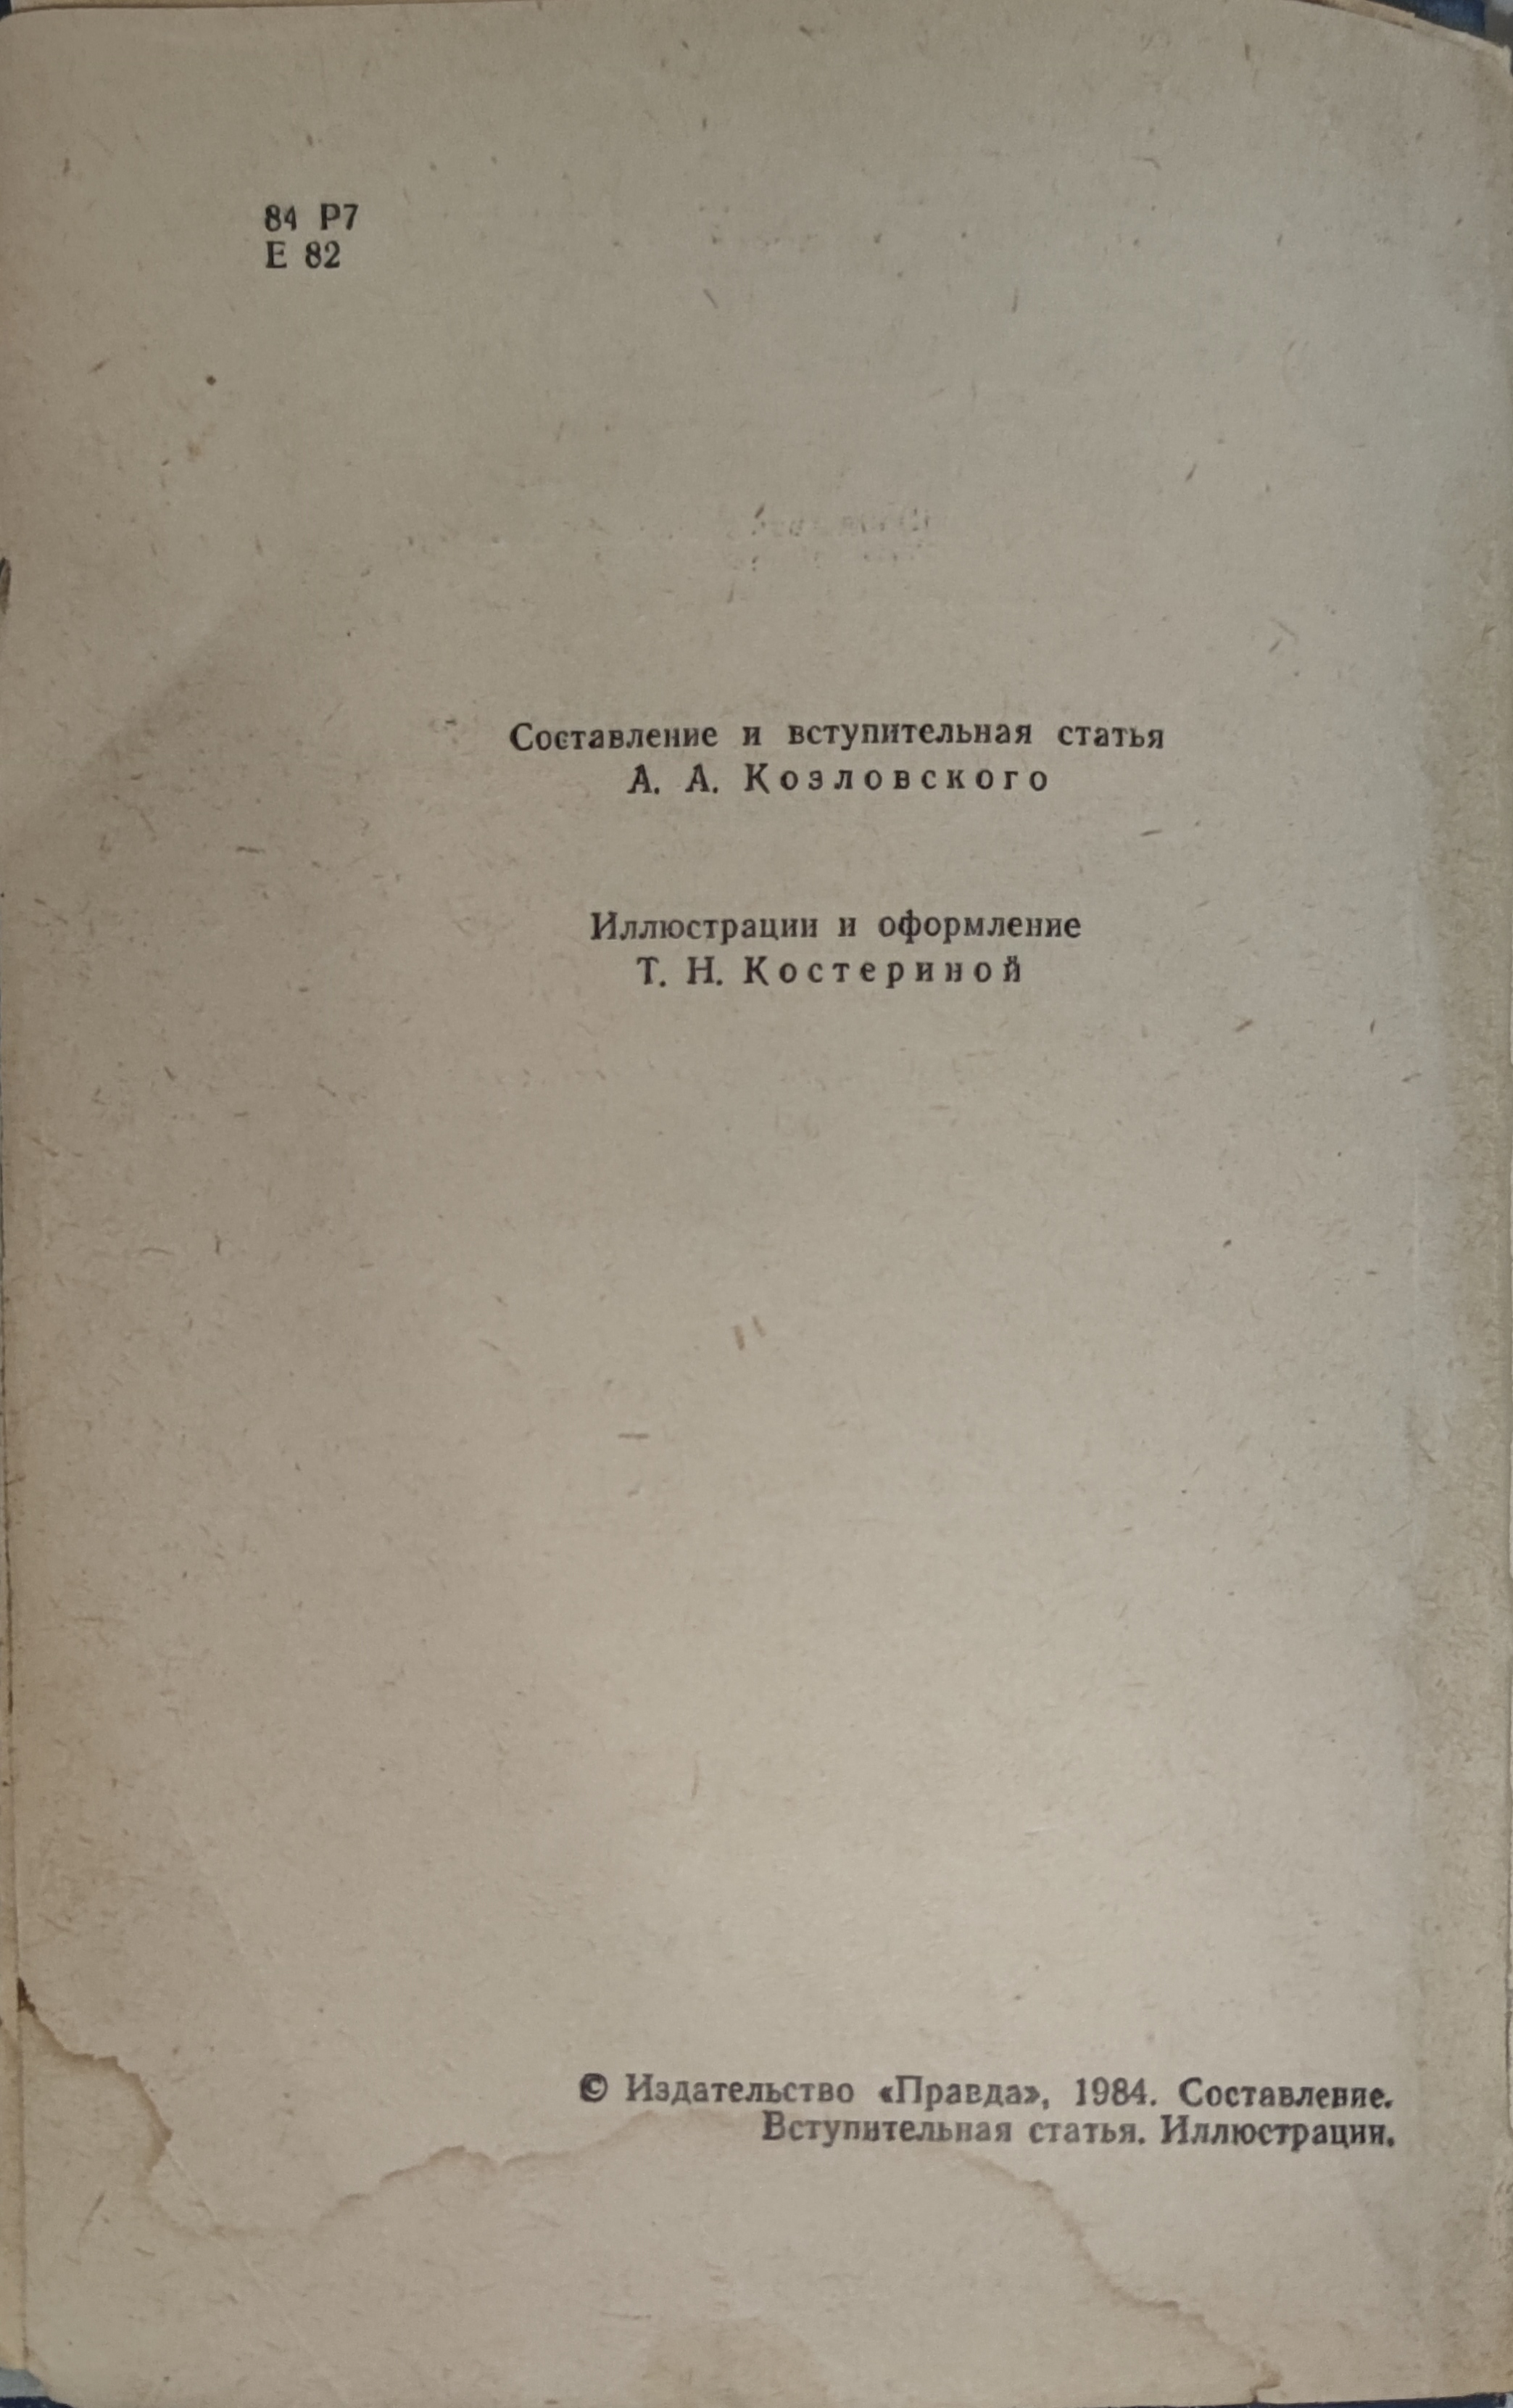 84 Р7
Е 82
Составление и вступительная статья
А. А. Козловского
Иллюстрации и оформление
Т. Н. Костериной
© Издательство «Правда», 1984. Составление.
Вступительная статья. Иллюстрации.